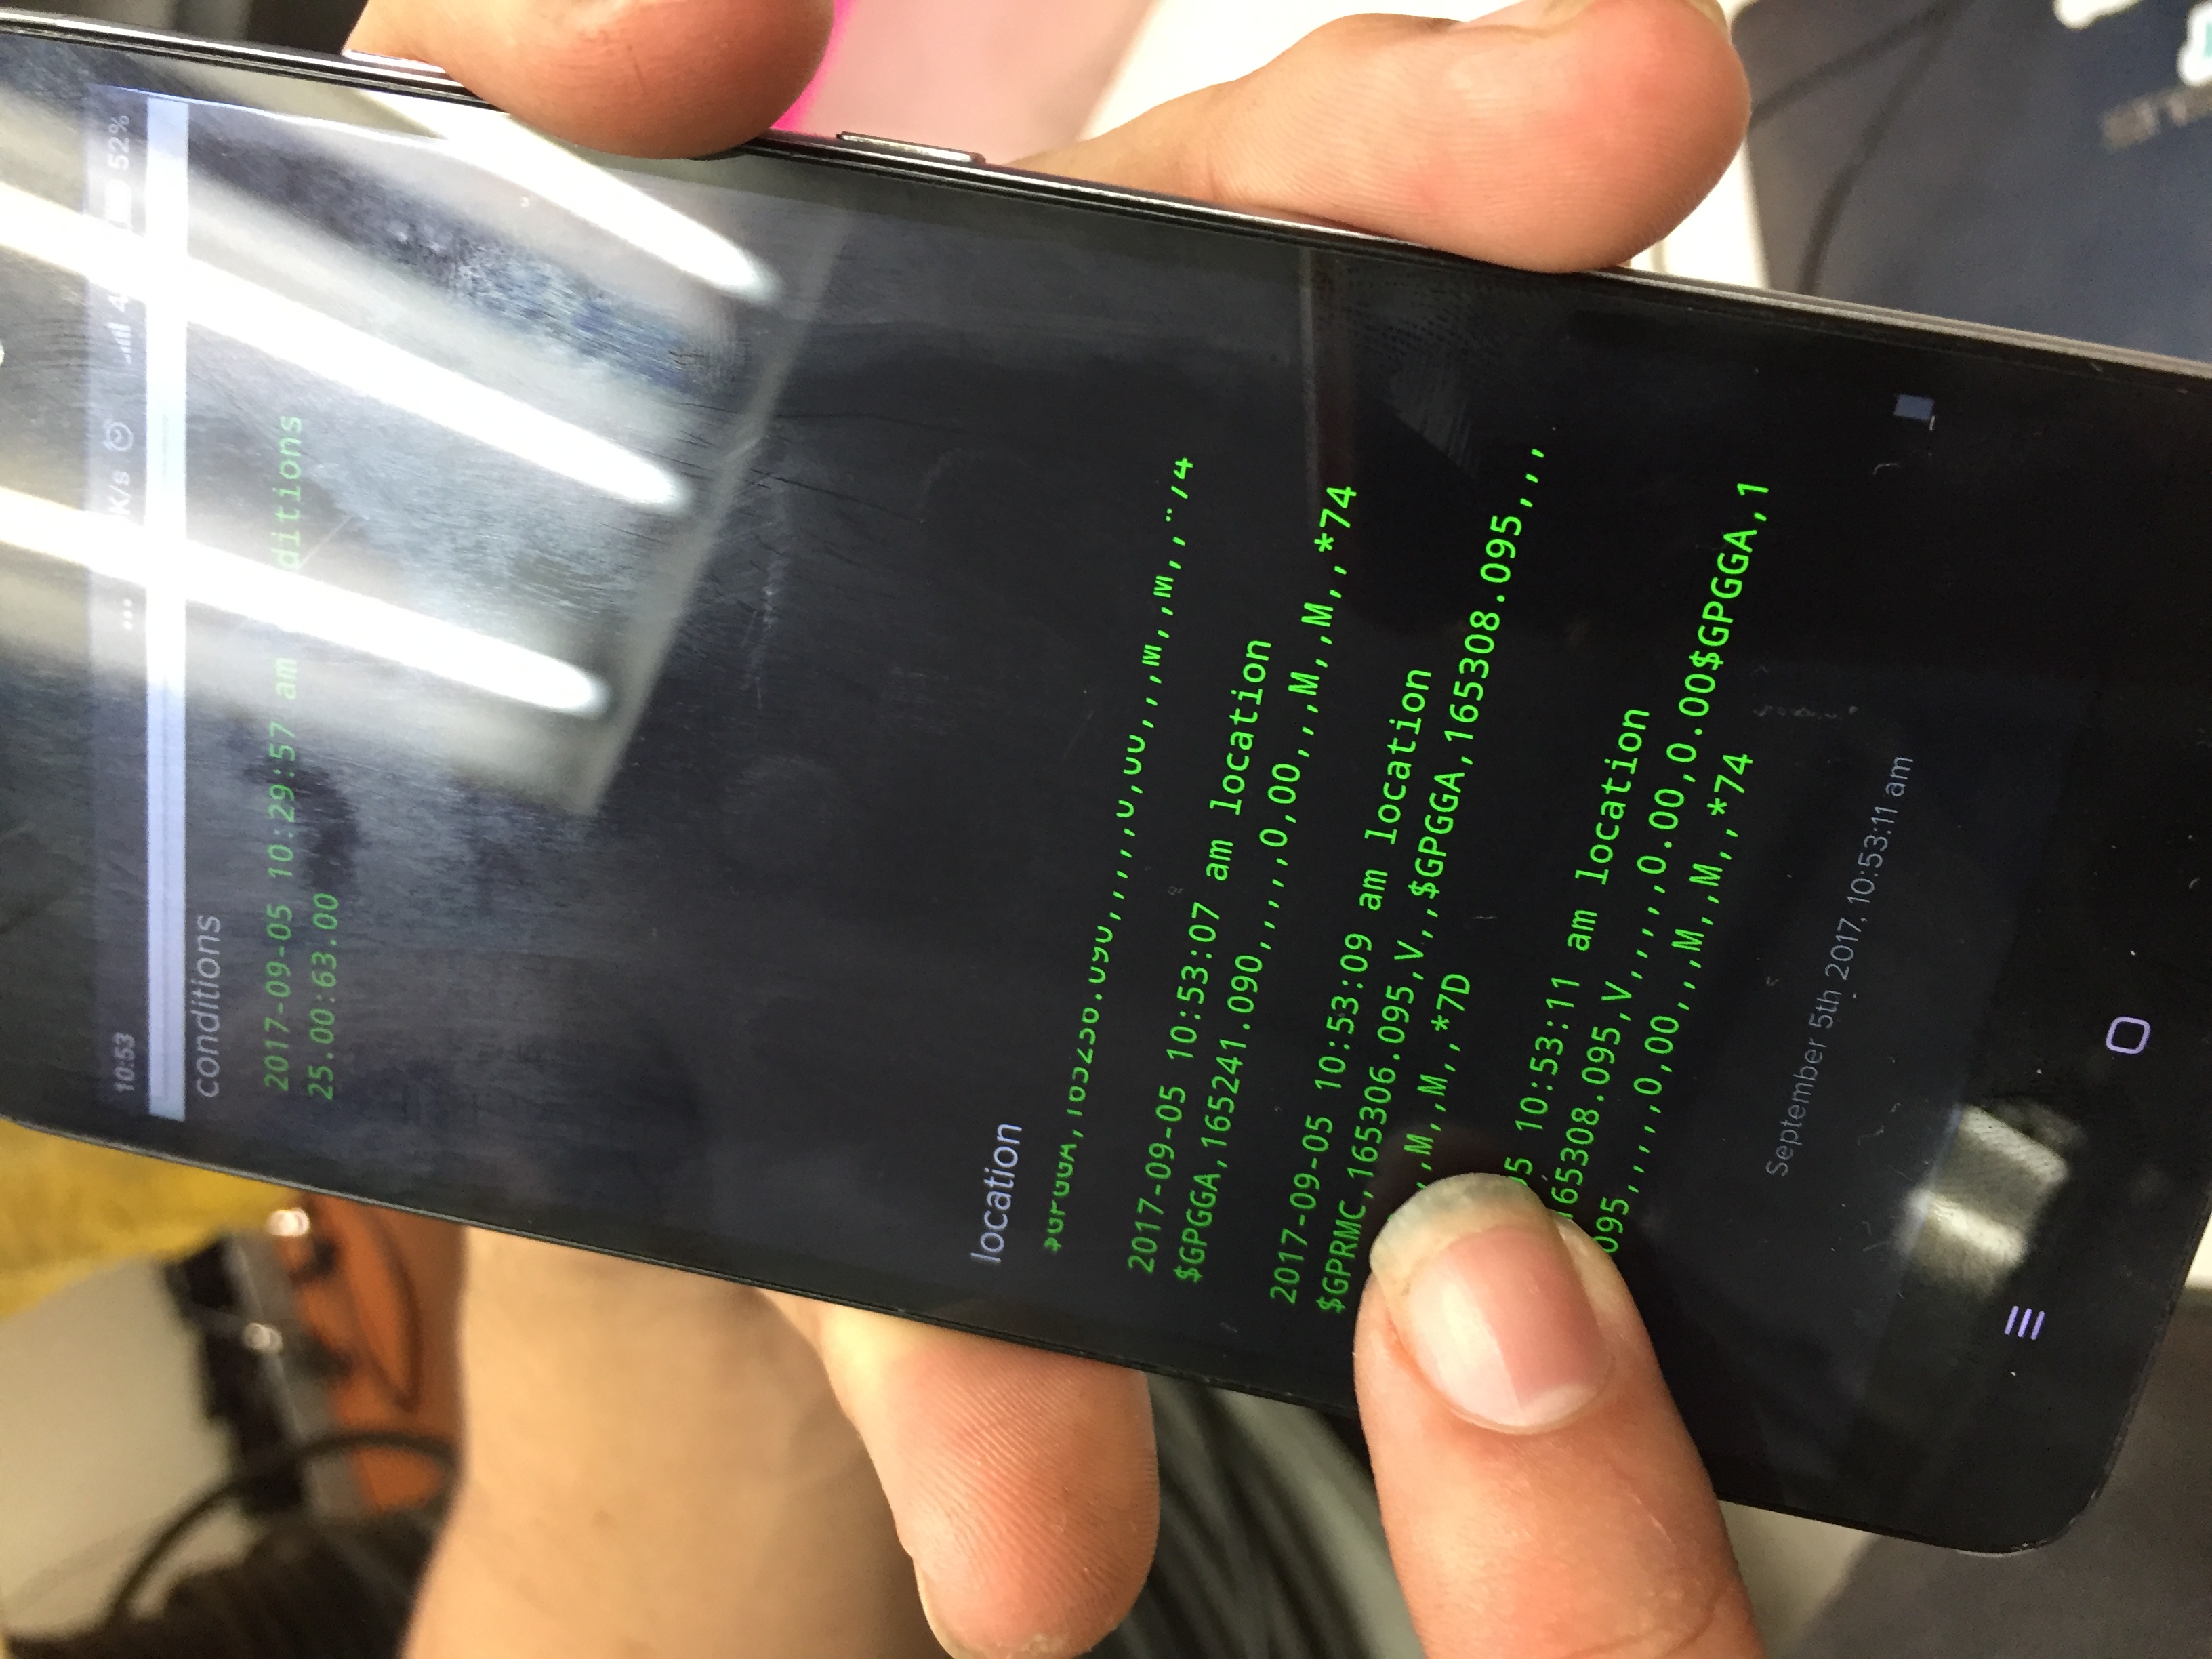 10:53
... K/s 52%
conditions
2017-09-05 10:29:57 am
25.00:63.00
location
2017-09-05 10:53:07 am location
$GPGGA,165241.090,,,,,0,00,,,M,,M,,*74
2017-09-05 10:53:09 am location
$GPRMC,165306.095,V,,$GPGGA,165308.095,,,
,,M,,M,,*7D
10:53:11 am location
165308.095,V,,,,,0.00,0.00$GPGGA,1
095,,,,,0,00,,,M,,M,,*74
September 5th 2017, 10:53:11 am